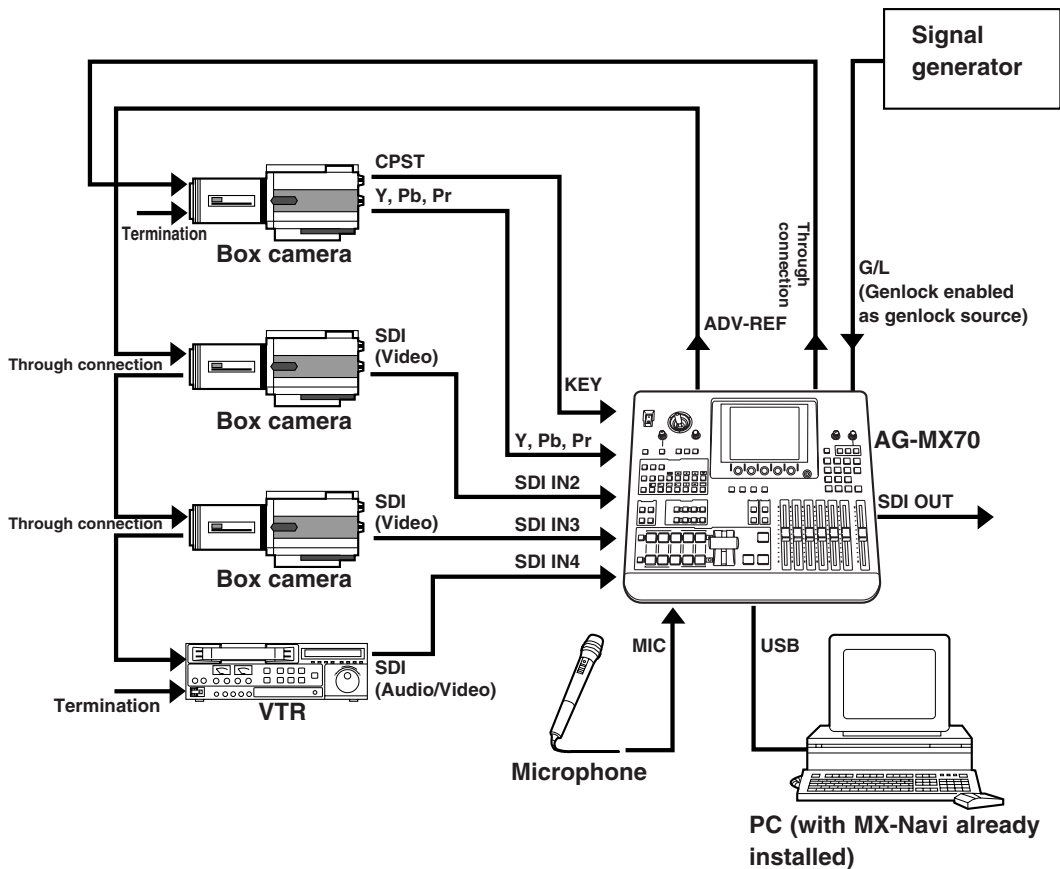 Signal
generator
CPST
Y, Pb, Pr
Termination
Box camera
Through
connection
G/L
(Genlock enabled
as genlock source)
ADV-REF
SDI
(Video)
Through connection
Box camera
KEY
AG-MX70
Y, Pb, Pr
SDI IN2
SDI
(Video)
SDI OUT
Through connection
SDI IN3
Box camera
SDI IN4
MIC
USB
SDI
(Audio/Video)
Termination
VTR
Microphone
PC (with MX-Navi already
installed)